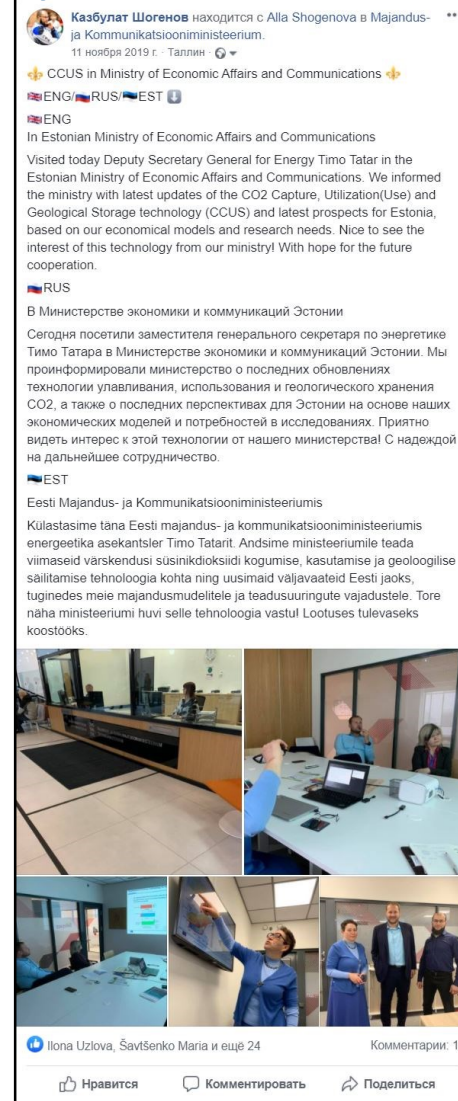 Казбулат Шогенов находится с Alla Shogenova в Majandus-
ja Kommunikatsiooniministeerium.
11 ноября 2019 г. · Таллин ·
CCUS in Ministry of Economic Affairs and Communications
ENG/RUS/EST
ENG
In Estonian Ministry of Economic Affairs and Communications
Visited today Deputy Secretary General for Energy Timo Tatar in the
Estonian Ministry of Economic Affairs and Communications. We informed
the ministry with latest updates of the CO2 Capture, Utilization(Use) and
Geological Storage technology (CCUS) and latest prospects for Estonia,
based on our economical models and research needs. Nice to see the
interest of this technology from our ministry! With hope for the future
cooperation.
RUS
В Министерстве экономики и коммуникаций Эстонии
Сегодня посетили заместителя генерального секретаря по энергетике
Тимо Татара в Министерстве экономики и коммуникаций Эстонии. Мы
проинформировали министерство о последних обновлениях
технологии улавливания, использования и геологического хранения
CO2, а также о последних перспективах для Эстонии на основе наших
экономических моделей и потребностей в исследованиях. Приятно
видеть интерес к этой технологии от нашего министерства! С надеждой
на дальнейшее сотрудничество.
EST
Eesti Majandus- ja Kommunikatsiooniministeeriumis
Külastasime täna Eesti majandus- ja kommunikatsiooniministeeriumis
energeetika asekantsler Timo Tatarit. Andsime ministeeriumile teada
viimaseid värskendusi süsinikdioksiidi kogumise, kasutamise ja geoloogilise
säilitamise tehnoloogia kohta ning uusimaid väljavaateid Eesti jaoks,
tuginedes meie majandusmudelitele ja teadusuuringute vajadustele. Tore
näha ministeeriumi huvi selle tehnoloogia vastu! Lootuses tulevaseks
koostööks.
Ilona Uzlova, Šavtšenko Maria и ещё 24
Комментарии: 1
Нравится Комментировать Поделиться